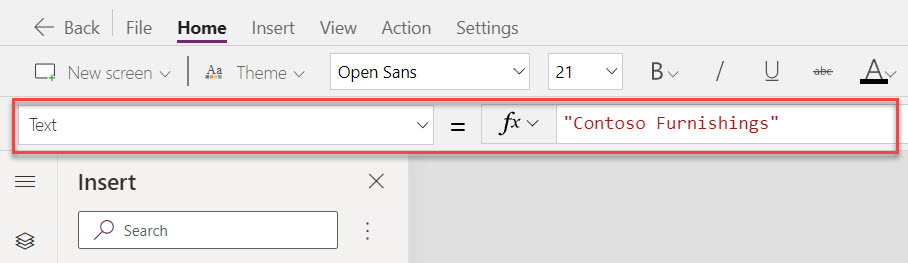 Back File Home Insert View Action Settings
New screen Aa Theme Open Sans 21 B / U abc A
Text = fx "Contoso Furnishings"
Insert
Search